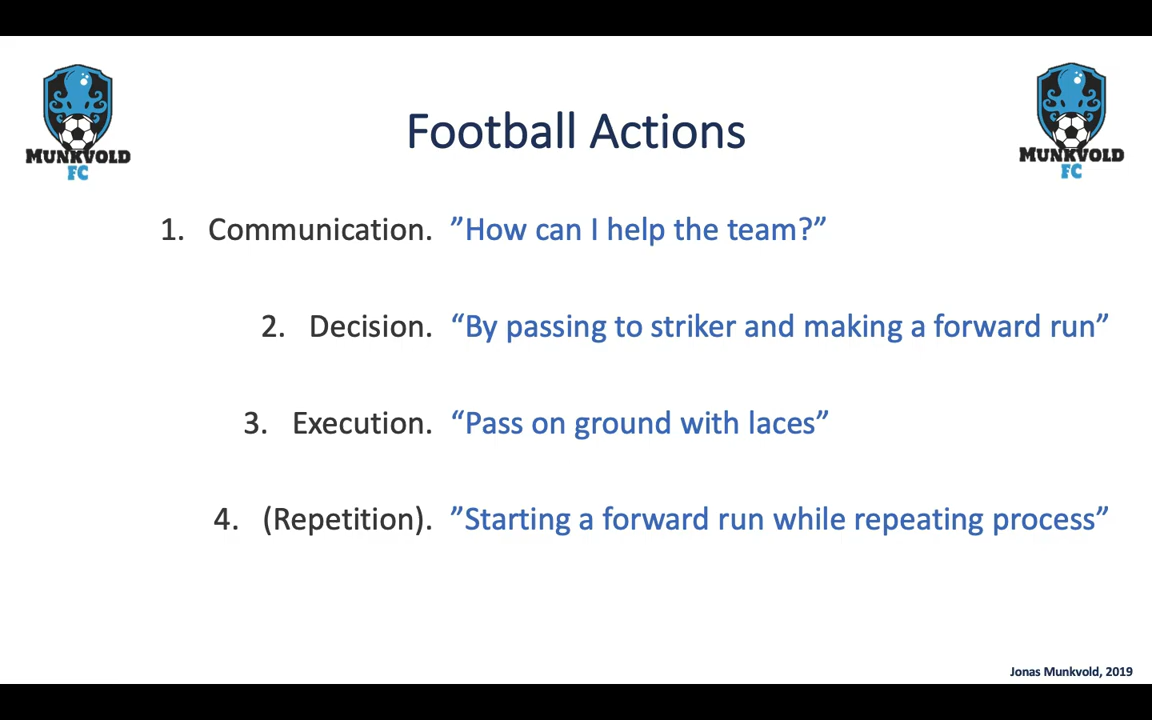 MUNKVOLD
FC
MUNKVOLD
FC
Football Actions
1. Communication. ”How can I help the team?”
2. Decision. “By passing to striker and making a forward run”
3. Execution. “Pass on ground with laces”
4. (Repetition). ”Starting a forward run while repeating process”
Jonas Munkvold, 2019